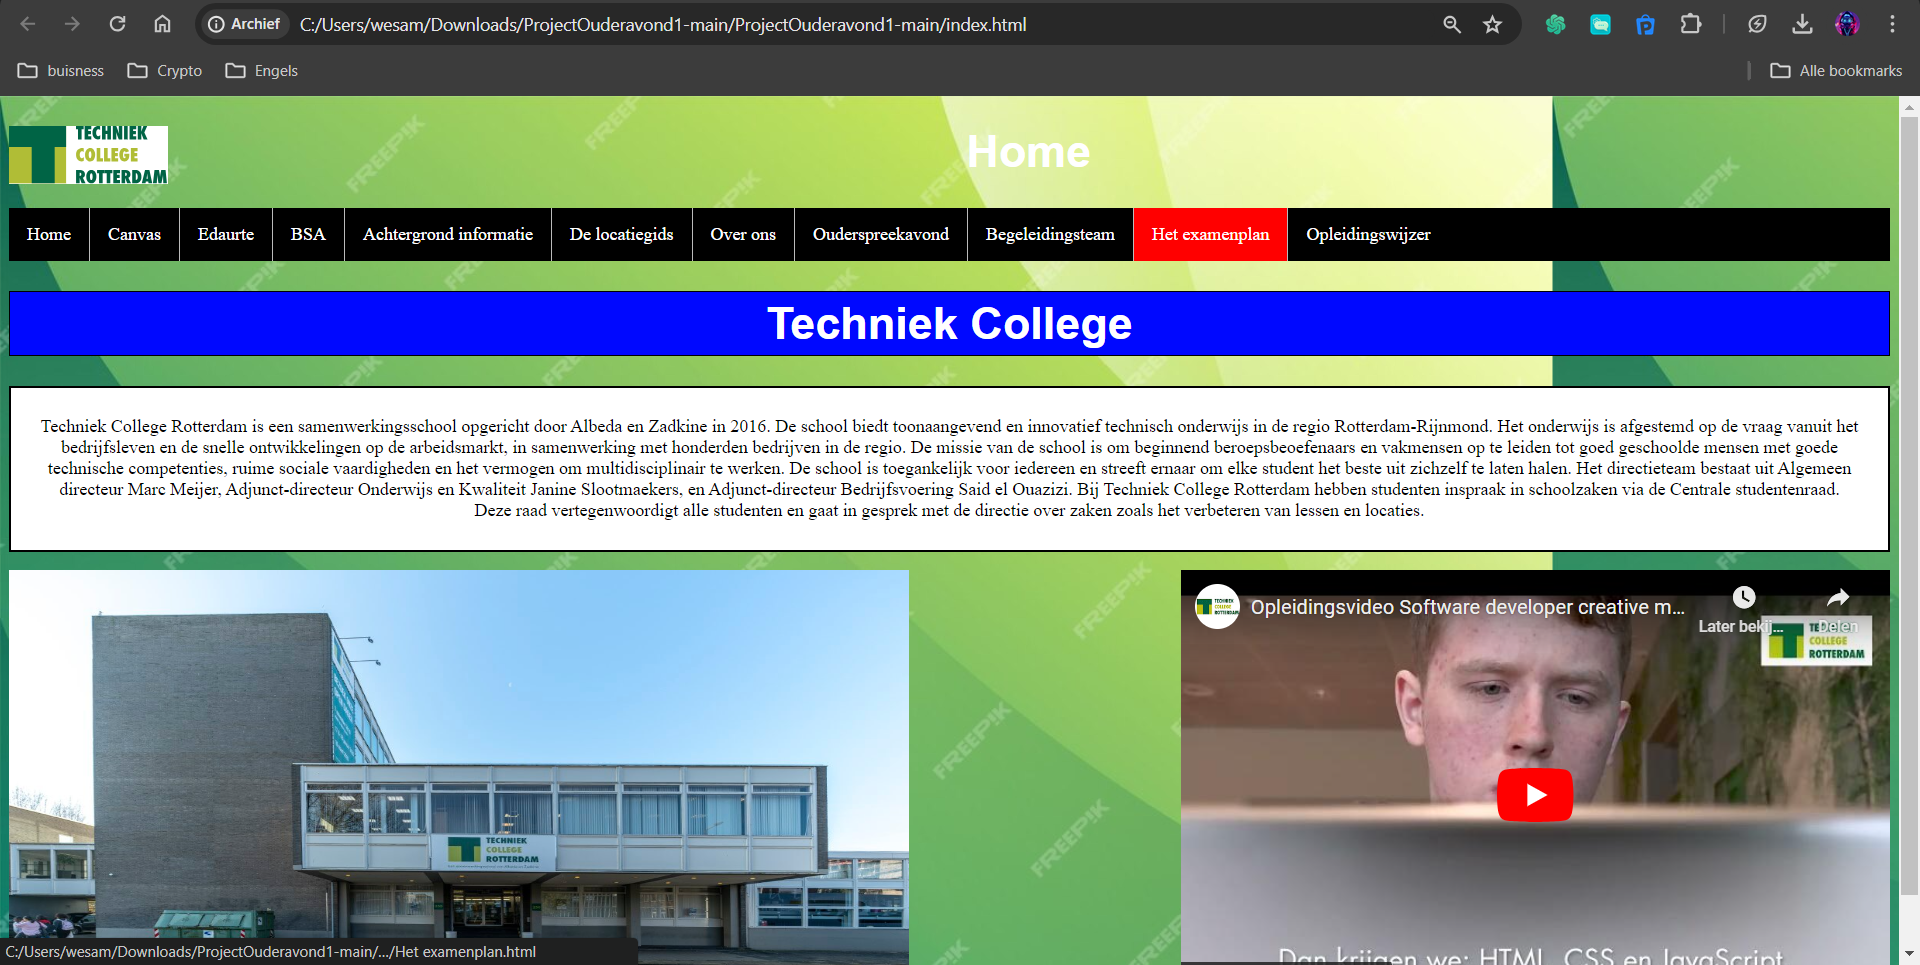 Archief
C:/Users/wesam/Downloads/ProjectOuderavond1-main/ProjectOuderavond1-main/index.html
buisness
Crypto
Engels
Alle bookmarks
TECHNIEK
COLLEGE
ROTTERDAM
Home
Home
Canvas
Edaurte
BSA
Achtergrond informatie
De locatiegids
Over ons
Ouderspreekavond
Begeleidingsteam
Het examenplan
Opleidingswijzer
Techniek College
Techniek College Rotterdam is een samenwerkingsschool opgericht door Albeda en Zadkine in 2016. De school biedt toonaangevend en innovatief technisch onderwijs in de regio Rotterdam-Rijnmond. Het onderwijs is afgestemd op de vraag vanuit het
bedrijfsleven en de snelle ontwikkelingen op de arbeidsmarkt, in samenwerking met honderden bedrijven in de regio. De missie van de school is om beginnend beroepsbeoefenaars en vakmensen op te leiden tot goed geschoolde mensen met goede
technische competenties, ruime sociale vaardigheden en het vermogen om multidisciplinair te werken. De school is toegankelijk voor iedereen en streeft ernaar om elke student het beste uit zichzelf te laten halen. Het directieteam bestaat uit Algemeen
directeur Marc Meijer, Adjunct-directeur Onderwijs en Kwaliteit Janine Slootmaekers, en Adjunct-directeur Bedrijfsvoering Said el Ouazizi. Bij Techniek College Rotterdam hebben studenten inspraak in schoolzaken via de Centrale studentenraad.
Deze raad vertegenwoordigt alle studenten en gaat in gesprek met de directie over zaken zoals het verbeteren van lessen en locaties.
TECHNIEK
COLLEGE
ROTTERDAM
Opleidingsvideo Software developer creative m...
Later bekij...
Delen
COLLEGE
ROTTERDAM
Dan krijgen we: HTML, CSS en JavaScript
C:/Users/wesam/Downloads/ProjectOuderavond1-main/.../Het examenplan.html
FREEPIK